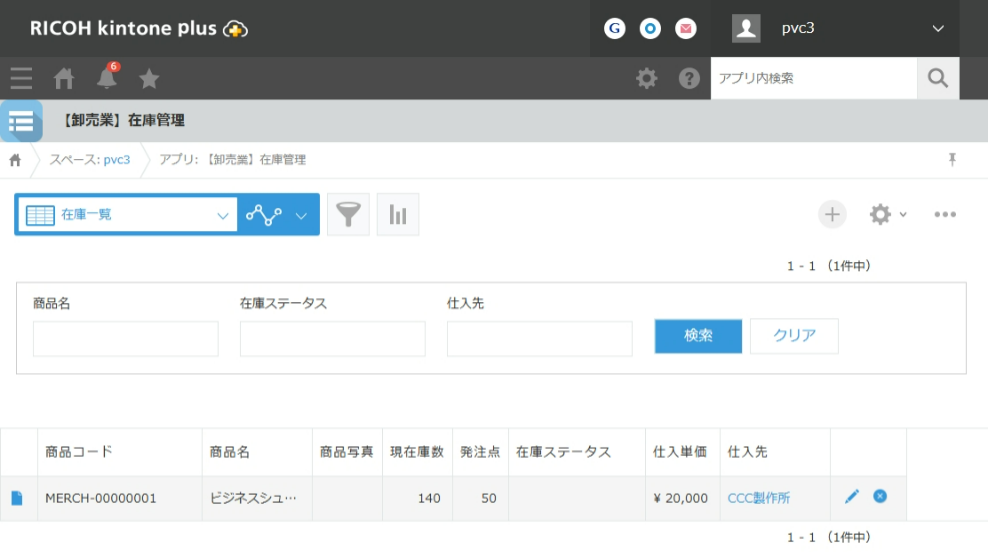 RICOH kintone plus
G
pvc3
6
アプリ内検索
【卸売業】在庫管理
スペース: pvc3
アプリ: 【卸売業】在庫管理
在庫一覧
1 - 1 （1件中）
商品名 在庫ステータス 仕入先
検索 クリア
商品コード 商品名 商品写真 現在庫数 発注点 在庫ステータス 仕入単価 仕入先
MERCH-00000001 ビジネスシュ… 140 50 ¥ 20,000 CCC製作所
1 - 1 （1件中）